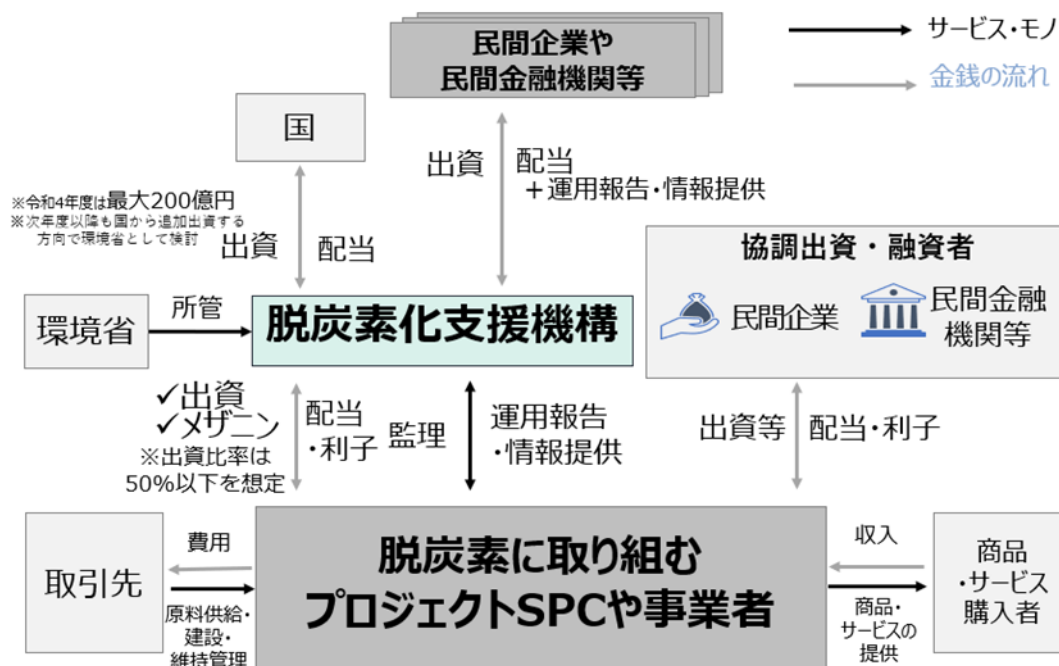 民間企業や
民間金融機関等
サービス・モノ
金銭の流れ
国
出資
配当
＋運用報告・情報提供
※令和4年度は最大200億円
※次年度以降も国から追加出資する
方向で環境省として検討
出資
配当
協調出資・融資者
民間企業
民間金融
機関等
環境省
所管
脱炭素化支援機構
✓出資
✓メザニン
※出資比率は
50%以下を想定
配当
・利子
監理
運用報告
・情報提供
出資等
配当・利子
取引先
費用
原料供給・
建設・
維持管理
脱炭素に取り組む
プロジェクトSPCや事業者
収入
商品・
サービスの
提供
商品
・サービス
購入者